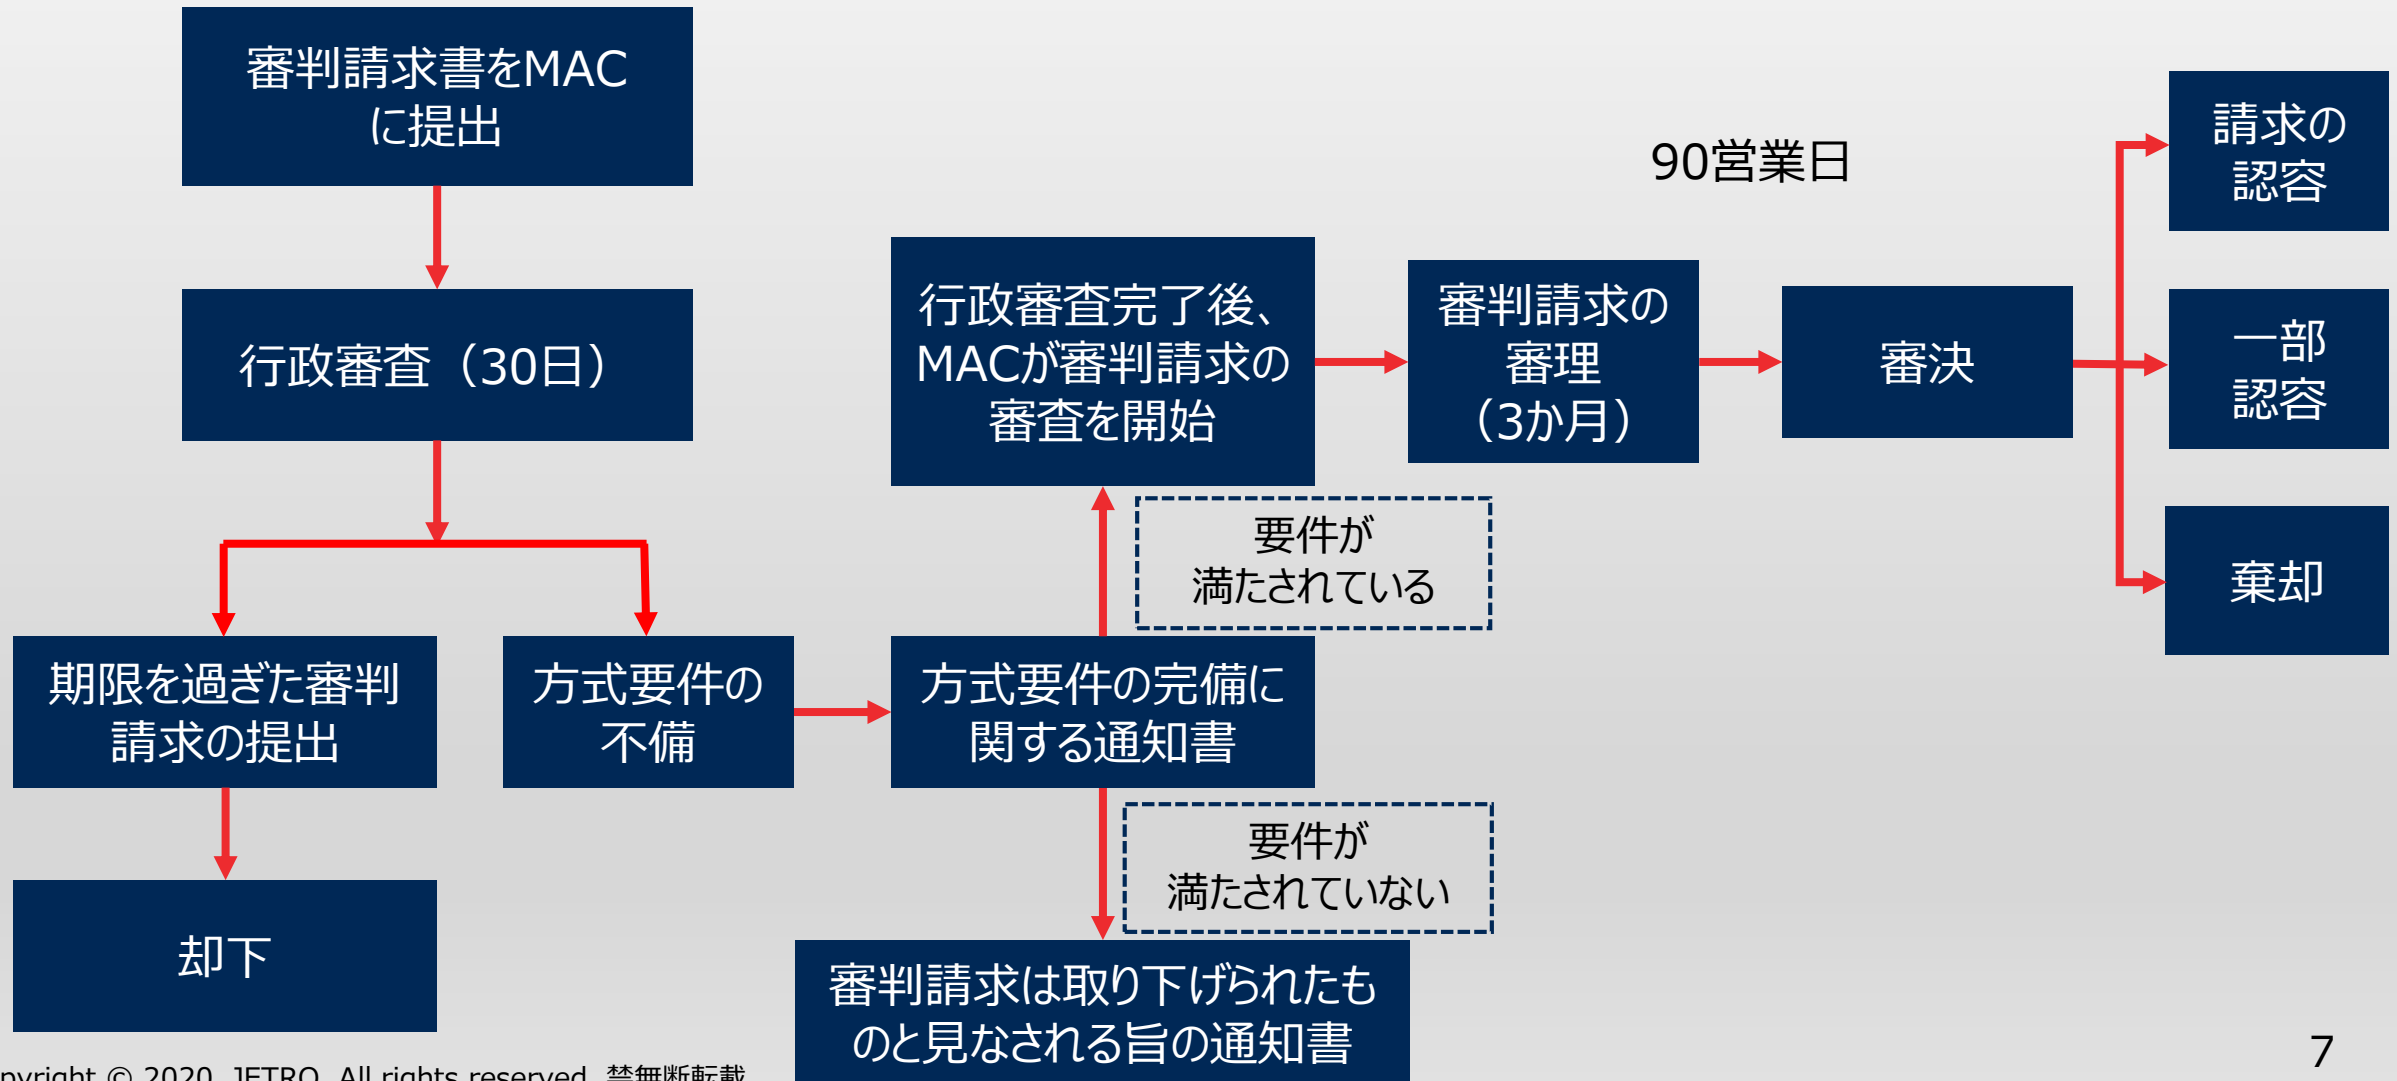 審判請求書をMAC
に提出
行政審査（30日）
期限を過ぎた審判
請求の提出
却下
方式要件の
不備
方式要件の完備に
関する通知書
要件が
満たされている
行政審査完了後、
MACが審判請求の
審査を開始
審判請求の
審理
（3か月）
90営業日
審決
請求の
認容
一部
認容
棄却
要件が
満たされていない
審判請求は取り下げられたも
のと見なされる旨の通知書
pyright © 2020 JETRO. All rights reserved. 禁無断転載
7